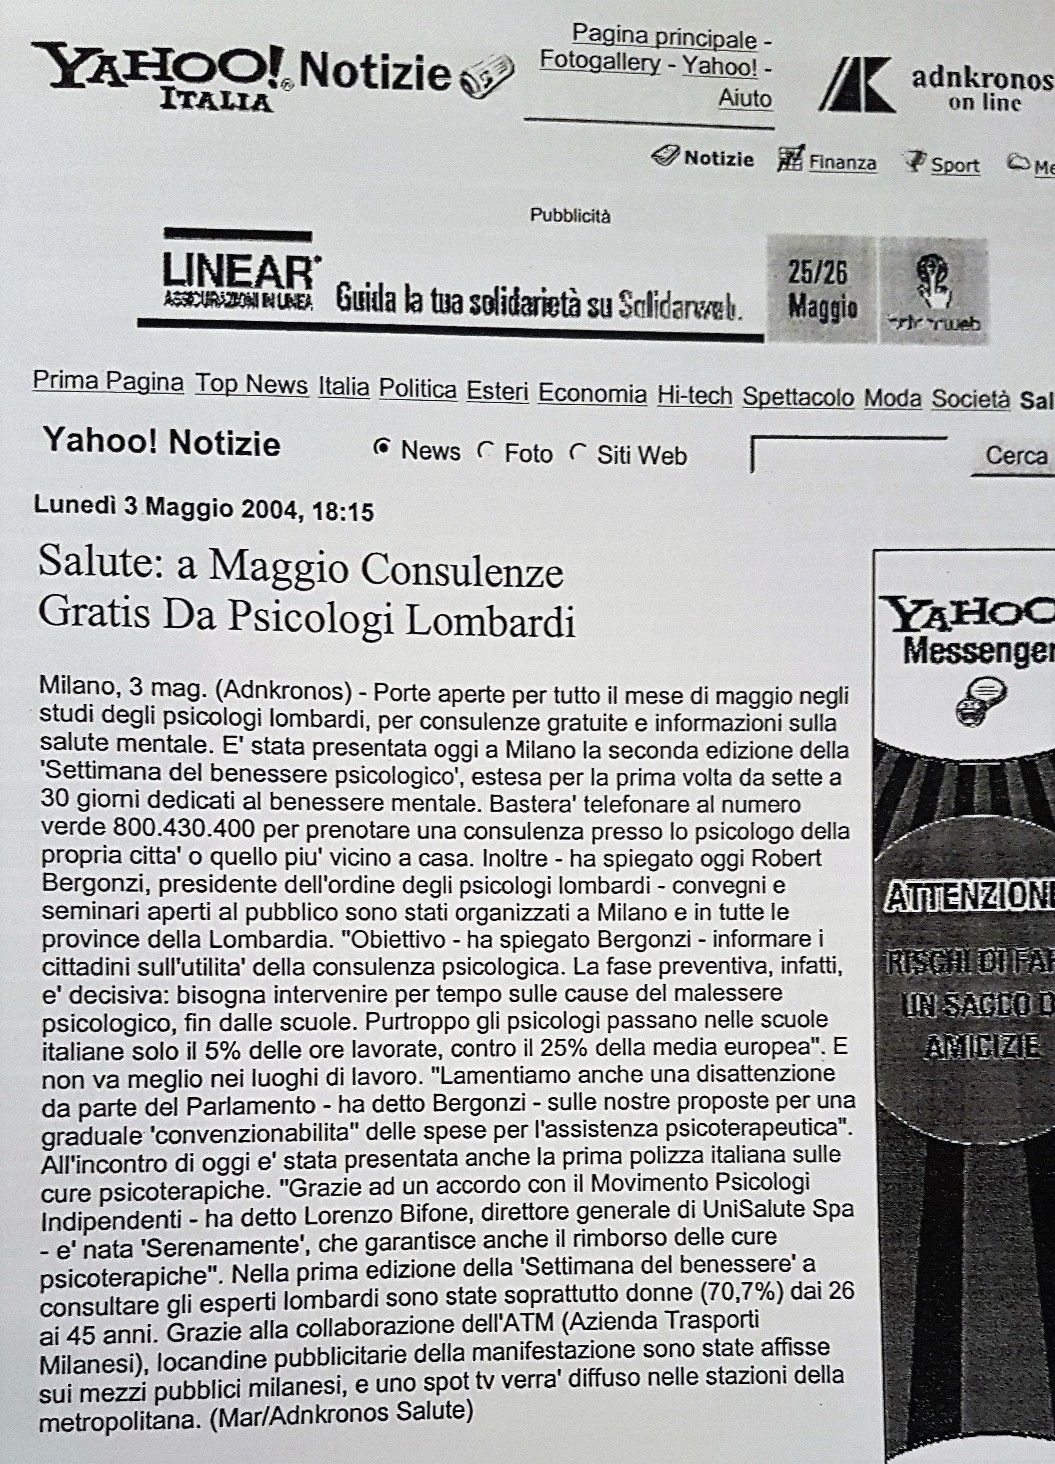 YAHOO! Notizie
ITALIA
Pagina principale -
Fotogallery - Yahoo! -
Aiuto
adnkronos
on line
Notizie Finanza Sport Me
Pubblicità
LINEAR
ASSICURAZIONI IN LINEA
Guida la tua solidarietà su Solidarweb.
25/26
Maggio
Prima Pagina Top News Italia Politica Esteri Economia Hi-tech Spettacolo Moda Società Sal
Yahoo! Notizie News Foto Siti Web Cerca
Lunedì 3 Maggio 2004, 18:15
Salute: a Maggio Consulenze
Gratis Da Psicologi Lombardi
Milano, 3 mag. (Adnkronos) - Porte aperte per tutto il mese di maggio negli
studi degli psicologi lombardi, per consulenze gratuite e informazioni sulla
salute mentale. E' stata presentata oggi a Milano la seconda edizione della
'Settimana del benessere psicologico', estesa per la prima volta da sette a
30 giorni dedicati al benessere mentale. Bastera' telefonare al numero
verde 800.430.400 per prenotare una consulenza presso lo psicologo della
propria citta' o quello piu' vicino a casa. Inoltre - ha spiegato oggi Robert
Bergonzi, presidente dell'ordine degli psicologi lombardi - convegni e
seminari aperti al pubblico sono stati organizzati a Milano e in tutte le
province della Lombardia. "Obiettivo - ha spiegato Bergonzi - informare i
cittadini sull'utilita' della consulenza psicologica. La fase preventiva, infatti,
e' decisiva: bisogna intervenire per tempo sulle cause del malessere
psicologico, fin dalle scuole. Purtroppo gli psicologi passano nelle scuole
italiane solo il 5% delle ore lavorate, contro il 25% della media europea". E
non va meglio nei luoghi di lavoro. "Lamentiamo anche una disattenzione
da parte del Parlamento - ha detto Bergonzi - sulle nostre proposte per una
graduale 'convenzionabilita'' delle spese per l'assistenza psicoterapeutica".
All'incontro di oggi e' stata presentata anche la prima polizza italiana sulle
cure psicoterapiche. "Grazie ad un accordo con il Movimento Psicologi
Indipendenti - ha detto Lorenzo Bifone, direttore generale di UniSalute Spa
- e' nata 'Serenamente', che garantisce anche il rimborso delle cure
psicoterapiche". Nella prima edizione della 'Settimana del benessere' a
consultare gli esperti lombardi sono state soprattutto donne (70,7%) dai 26
ai 45 anni. Grazie alla collaborazione dell'ATM (Azienda Trasporti
Milanesi), locandine pubblicitarie della manifestazione sono state affisse
sui mezzi pubblici milanesi, e uno spot tv verra' diffuso nelle stazioni della
metropolitana. (Mar/Adnkronos Salute)
YAHOO
Messenger
ATTENZIONE
RISCHI DI FAR
UN SACCO D
AMICIZIE